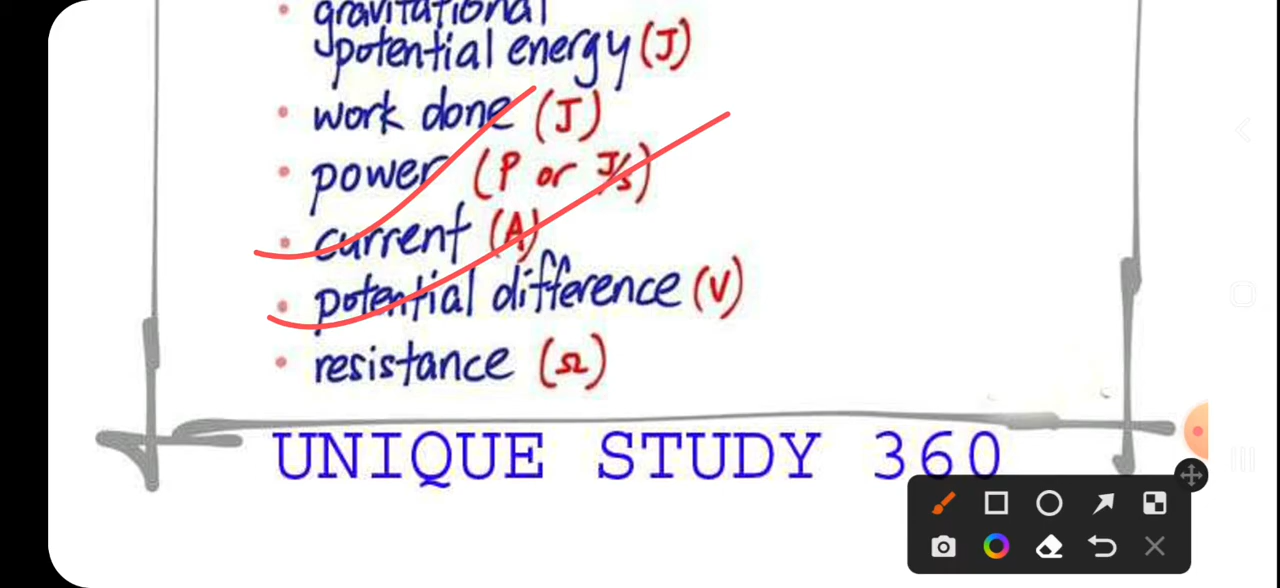 gravitational
potential energy (J)
work done (J)
power (P or J/s)
current (A)
potential difference (V)
resistance (Ω)
UNIQUE STUDY 360